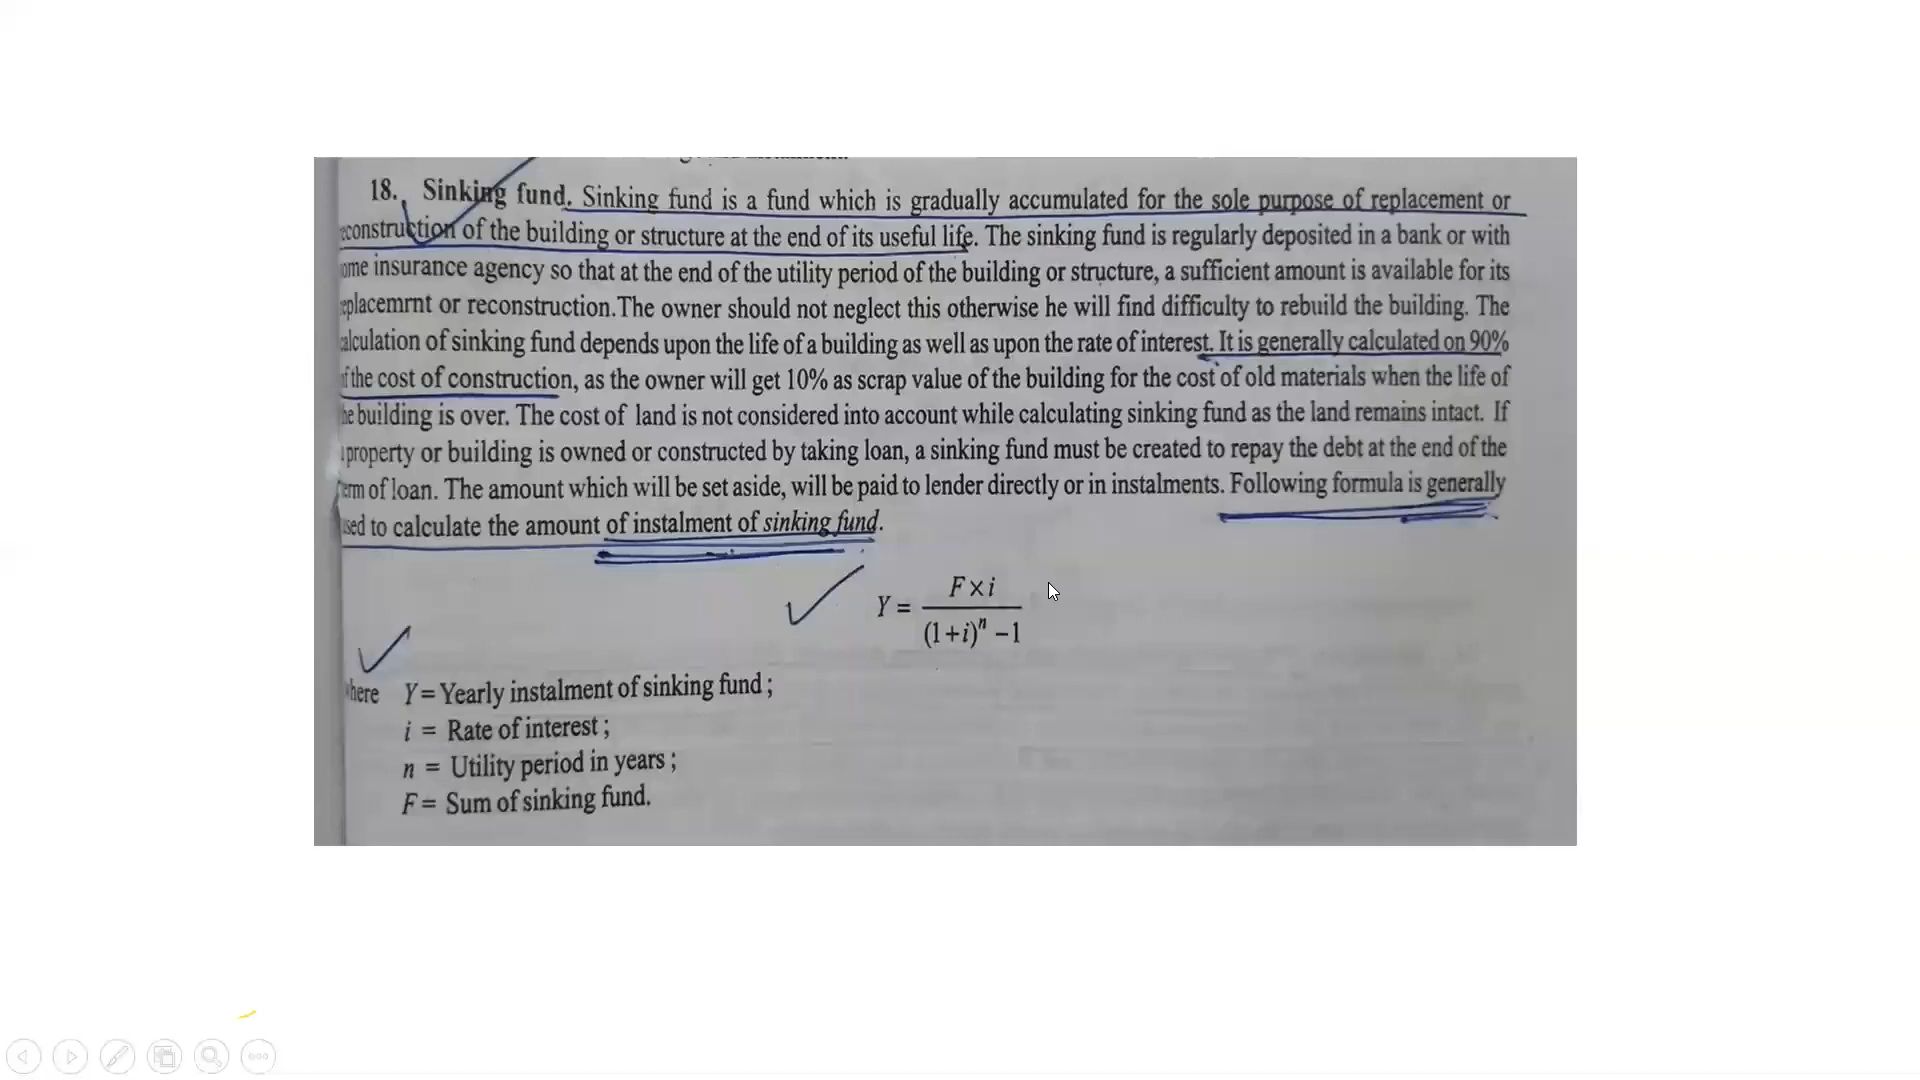 18. Sinking fund. Sinking fund is a fund which is gradually accumulated for the sole purpose of replacement or
econstruction of the building or structure at the end of its useful life. The sinking fund is regularly deposited in a bank or with
ome insurance agency so that at the end of the utility period of the building or structure, a sufficient amount is available for its
eplacemrnt or reconstruction.The owner should not neglect this otherwise he will find difficulty to rebuild the building. The
alculation of sinking fund depends upon the life of a building as well as upon the rate of interest. It is generally calculated on 90%
f the cost of construction, as the owner will get 10% as scrap value of the building for the cost of old materials when the life of
he building is over. The cost of land is not considered into account while calculating sinking fund as the land remains intact. If
property or building is owned or constructed by taking loan, a sinking fund must be created to repay the debt at the end of the
erm of loan. The amount which will be set aside, will be paid to lender directly or in instalments. Following formula is generally
sed to calculate the amount of instalment of sinking fund.
Y = F×i / (1+i)^n −1
here Y = Yearly instalment of sinking fund ;
i = Rate of interest ;
n = Utility period in years ;
F = Sum of sinking fund.